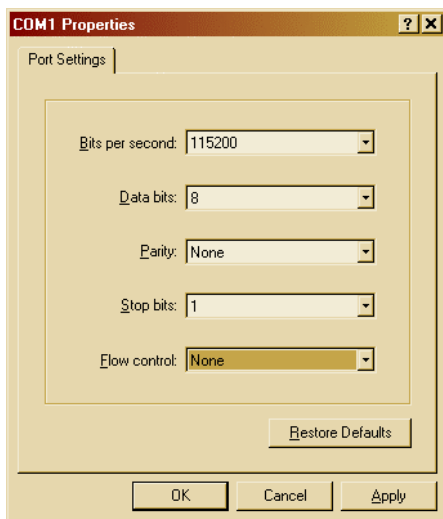 COM1 Properties
Port Settings
Bits per second: 115200
Data bits: 8
Parity: None
Stop bits: 1
Flow control: None
Restore Defaults
OK Cancel Apply